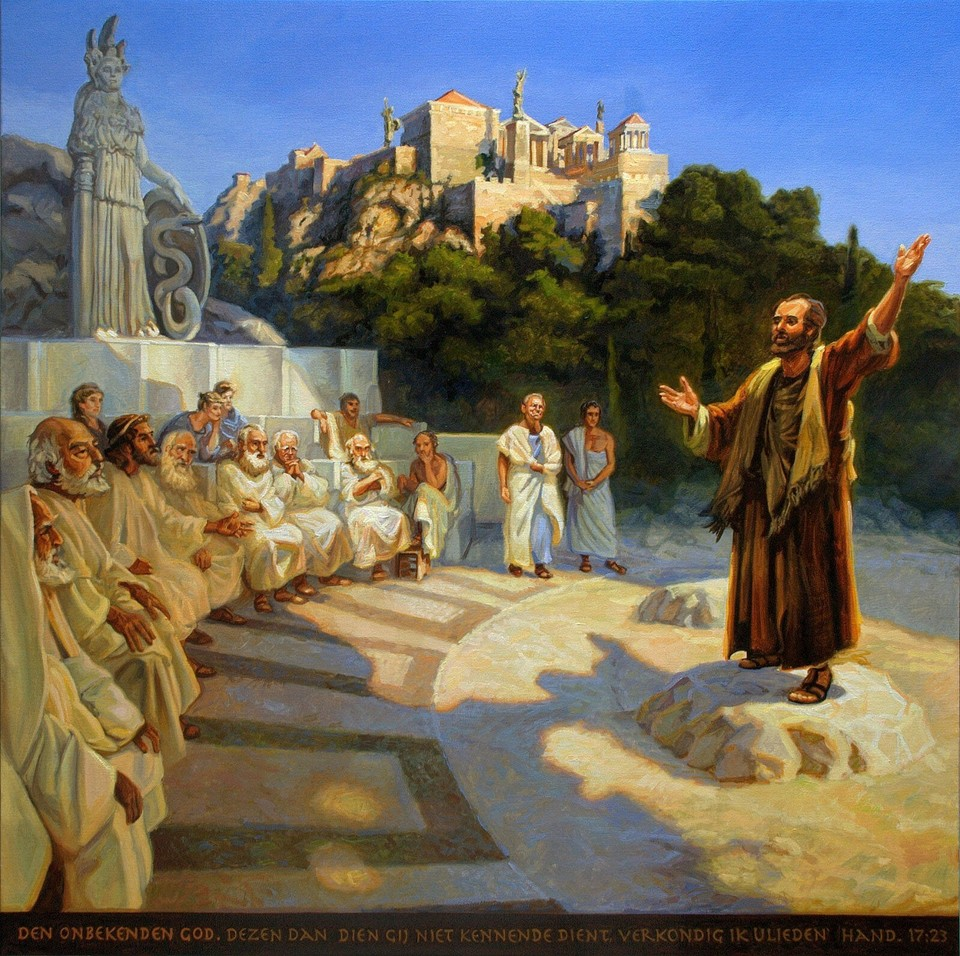 DEN ONBEKENDEN GOD. DEZEN DAN DIEN GIJ NIET KENNENDE DIENT. VERKONDIG IK ULIEDEN HAND. 17:23